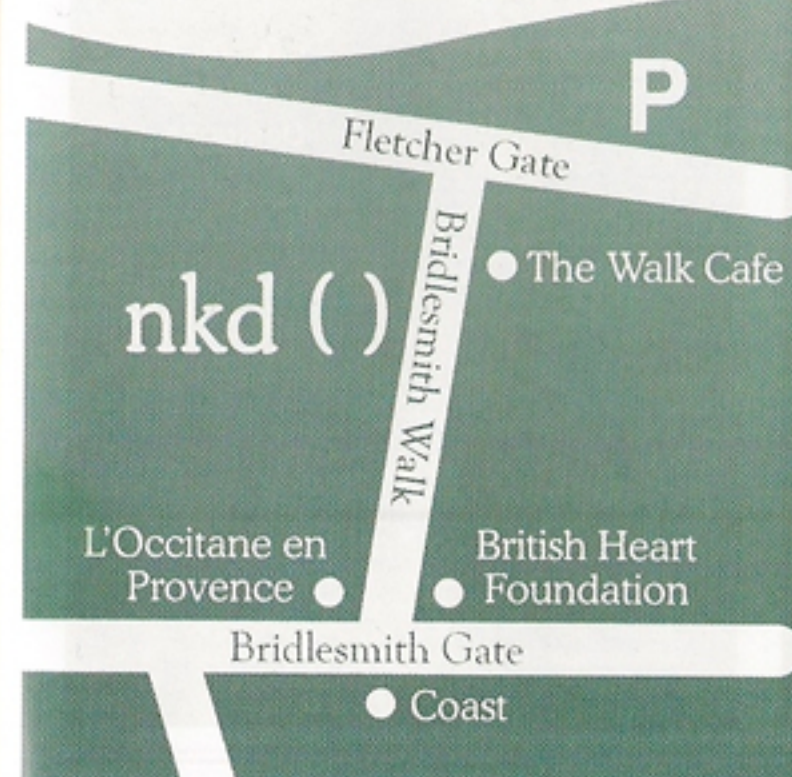 P
Fletcher Gate
Bridlesmith Walk
The Walk Cafe
nkd ( )
L'Occitane en
Provence
British Heart
Foundation
Bridlesmith Gate
Coast